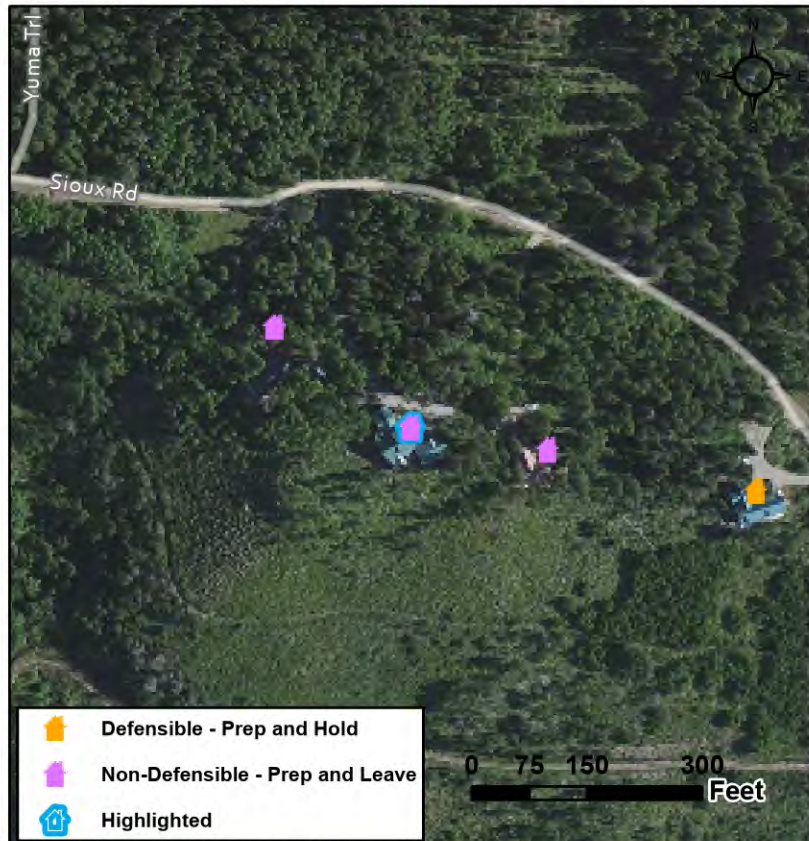 N
W
S
Yuma Trl
Sioux Rd
Defensible - Prep and Hold
Non-Defensible - Prep and Leave
Highlighted
0 75 150 300
Feet